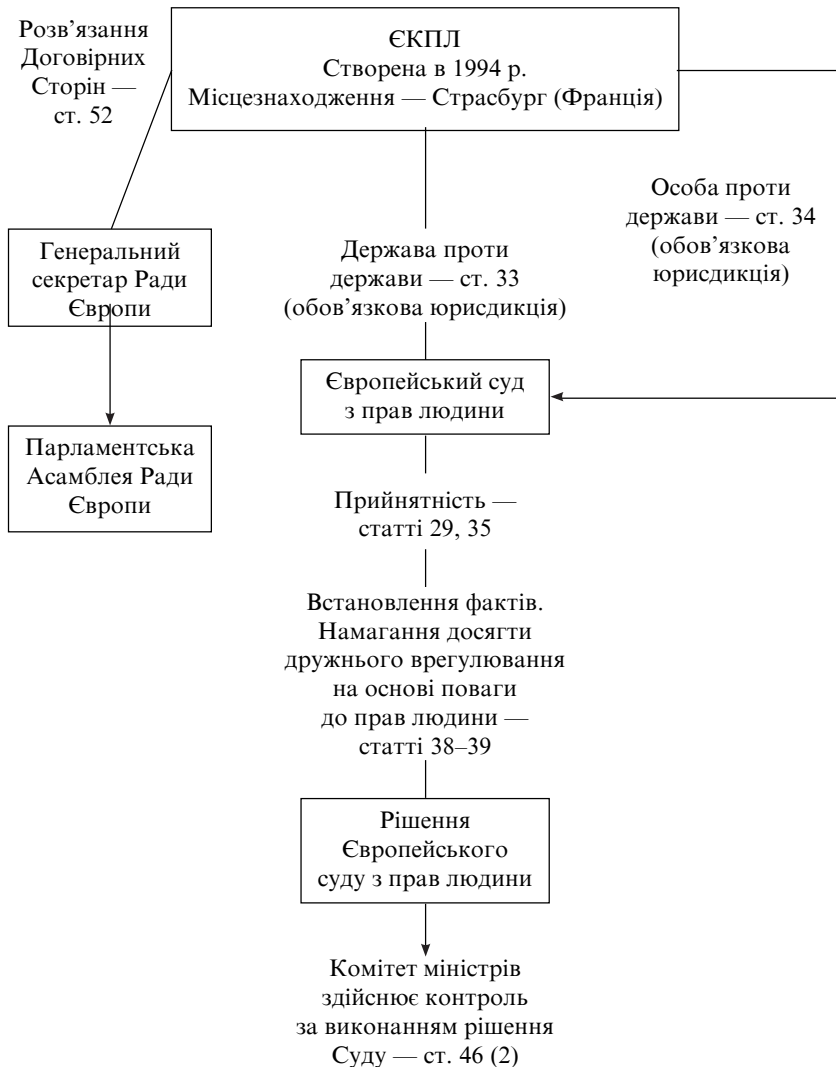 Розв’язання
Договірних
Сторін —
ст. 52
ЄКПЛ
Створена в 1994 р.
Місцезнаходження — Страсбург (Франція)
Особа проти
держави — ст. 34
(обов’язкова
юрисдикція)
Генеральний
секретар Ради
Європи
Держава проти
держави — ст. 33
(обов’язкова юрисдикція)
Європейський суд
з прав людини
Парламентська
Асамблея Ради
Європи
Прийнятність —
статті 29, 35
Встановлення фактів.
Намагання досягти
дружнього врегулювання
на основі поваги
до прав людини —
статті 38–39
Рішення
Європейського
суду з прав людини
Комітет міністрів
здійснює контроль
за виконанням рішення
Суду — ст. 46 (2)